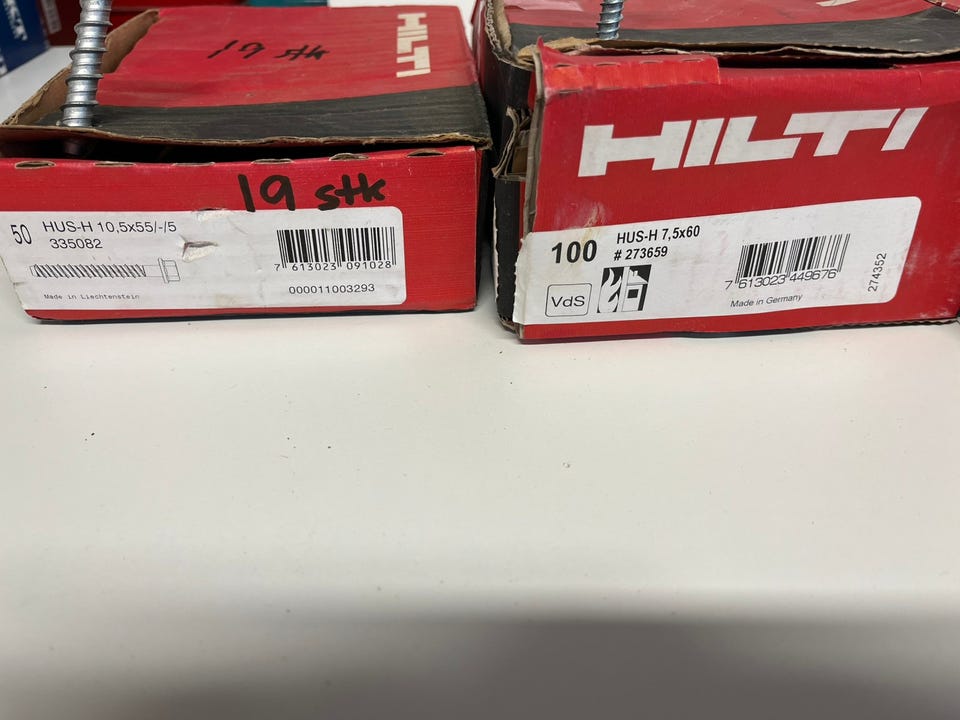 19 stk
HILTI
19 stk
50 HUS-H 10,5x55/-/5
335082
7 613023 091028
Made in Liechtenstein
000011003293
HILTI
100 HUS-H 7,5x60
# 273659
VdS
7 613023 449676
Made in Germany
274352